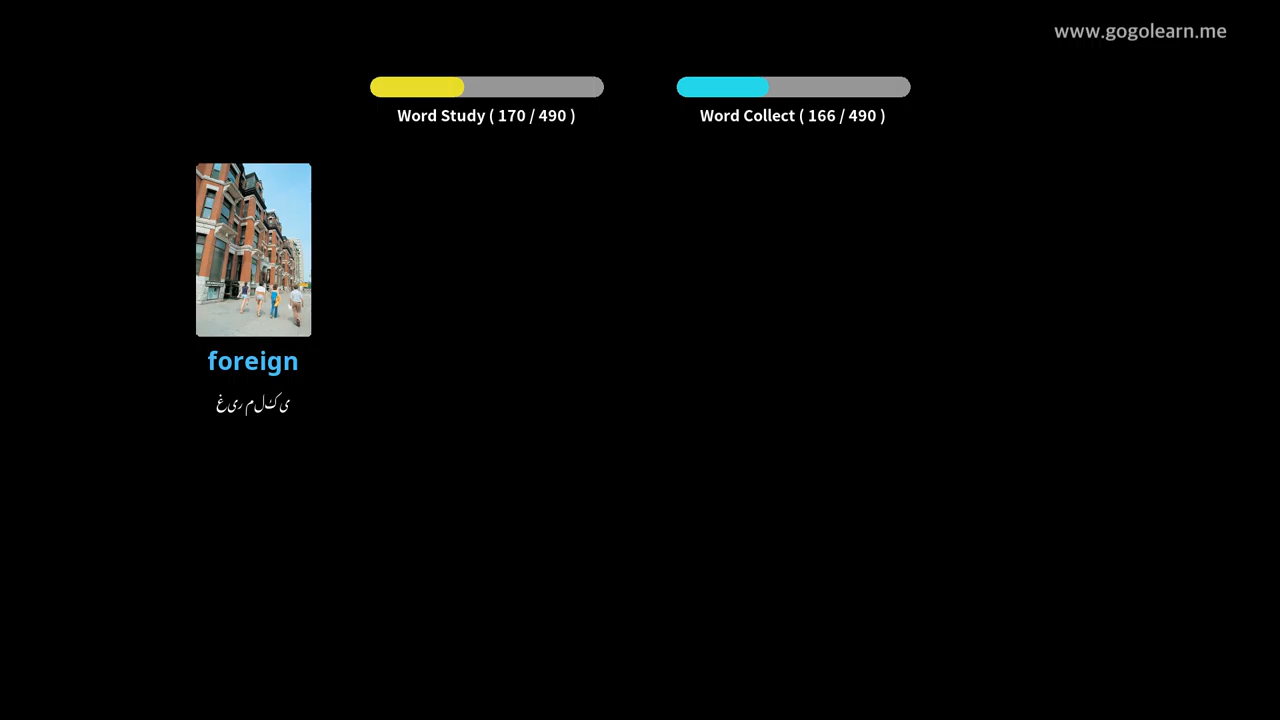 www.gogolearn.me
Word Study ( 170 / 490 )
Word Collect ( 166 / 490 )
foreign
غیر ملکی